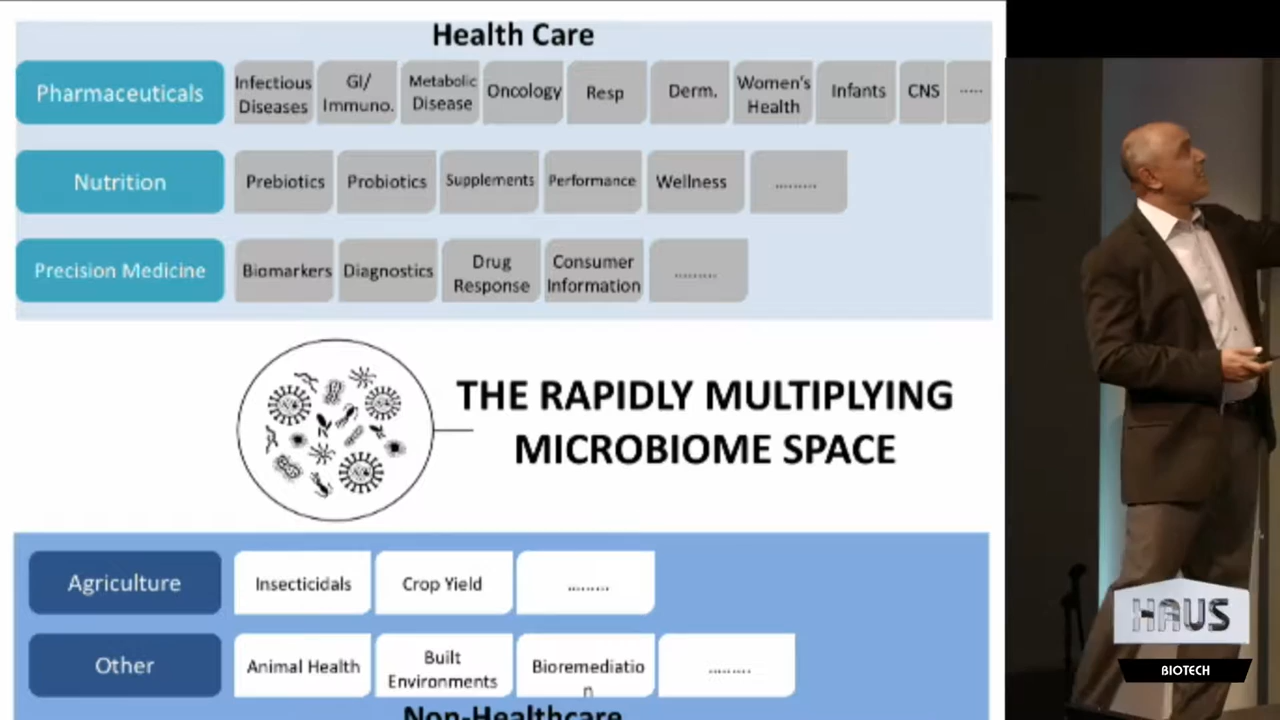 Health Care
Pharmaceuticals
Infectious
Diseases
GI/
Immuno.
Metabolic
Disease
Oncology
Resp
Derm.
Women's
Health
Infants
CNS
.....
Nutrition
Prebiotics
Probiotics
Supplements
Performance
Wellness
.........
Precision Medicine
Biomarkers
Diagnostics
Drug
Response
Consumer
Information
.........
THE RAPIDLY MULTIPLYING
MICROBIOME SPACE
Agriculture
Insecticidals
Crop Yield
.........
Other
Animal Health
Built
Environments
Bioremediatio
n
.........
Non-Healthcare
HAUS
BIOTECH